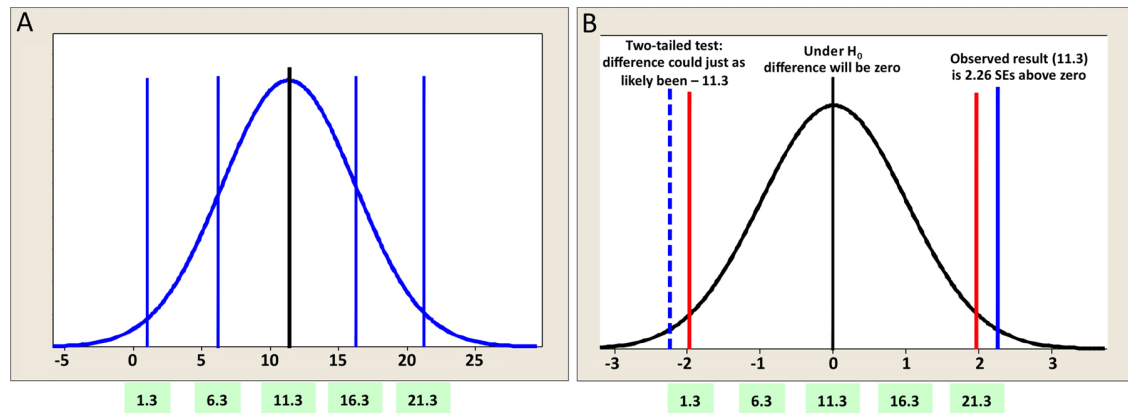 A
-5 0 5 10 15 20 25
1.3 6.3 11.3 16.3 21.3
B
Two-tailed test:
difference could just as
likely been – 11.3
Under H₀
difference will be zero
Observed result (11.3)
is 2.26 SEs above zero
-3 -2 -1 0 1 2 3
1.3 6.3 11.3 16.3 21.3